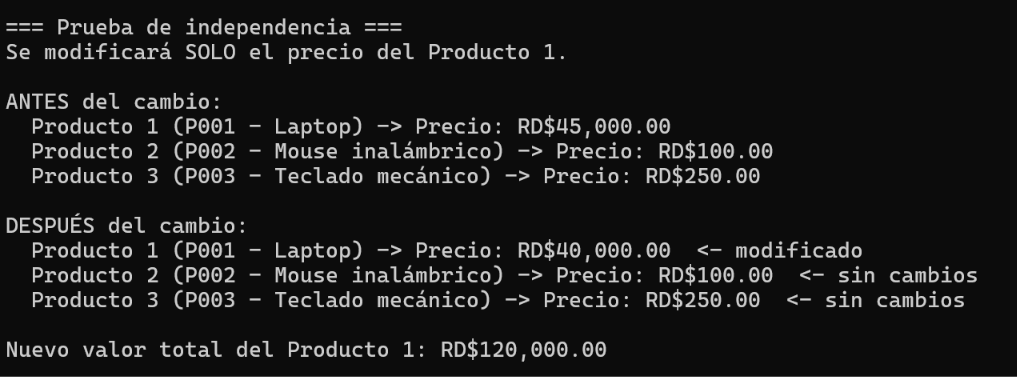 === Prueba de independencia ===
Se modificará SOLO el precio del Producto 1.
ANTES del cambio:
Producto 1 (P001 - Laptop) -> Precio: RD$45,000.00
Producto 2 (P002 - Mouse inalámbrico) -> Precio: RD$100.00
Producto 3 (P003 - Teclado mecánico) -> Precio: RD$250.00
DESPUÉS del cambio:
Producto 1 (P001 - Laptop) -> Precio: RD$40,000.00  <- modificado
Producto 2 (P002 - Mouse inalámbrico) -> Precio: RD$100.00  <- sin cambios
Producto 3 (P003 - Teclado mecánico) -> Precio: RD$250.00  <- sin cambios
Nuevo valor total del Producto 1: RD$120,000.00